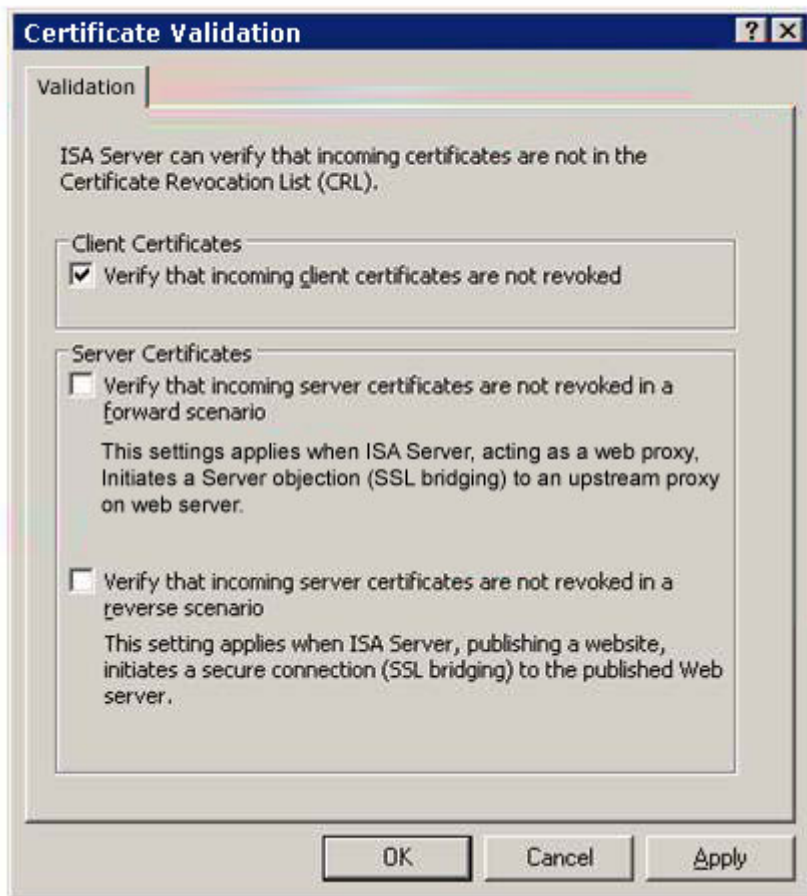 Certificate Validation
Validation
ISA Server can verify that incoming certificates are not in the
Certificate Revocation List (CRL).
Client Certificates
Verify that incoming client certificates are not revoked
Server Certificates
Verify that incoming server certificates are not revoked in a
forward scenario
This settings applies when ISA Server, acting as a web proxy,
Initiates a Server objection (SSL bridging) to an upstream proxy
on web server.
Verify that incoming server certificates are not revoked in a
reverse scenario
This setting applies when ISA Server, publishing a website,
initiates a secure connection (SSL bridging) to the published Web
server.
OK Cancel Apply